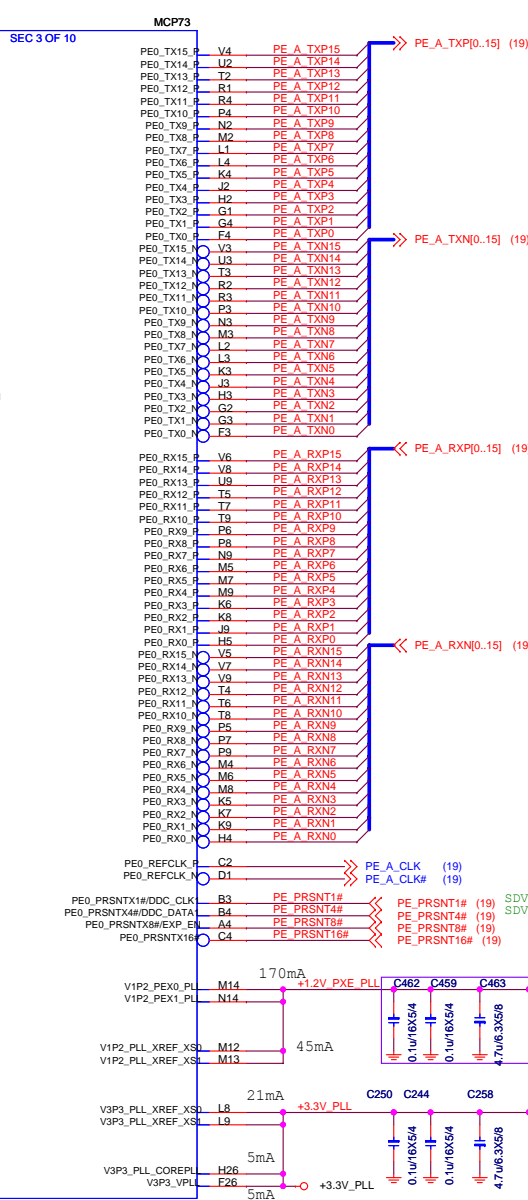 MCP73
SEC 3 OF 10
PE0_TX15_P V4 PE_A_TXP15 PE_A_TXP[0..15] (19)
PE0_TX14_P U2 PE_A_TXP14
PE0_TX13_P T2 PE_A_TXP13
PE0_TX12_P R1 PE_A_TXP12
PE0_TX11_P R4 PE_A_TXP11
PE0_TX10_P P4 PE_A_TXP10
PE0_TX9_P N2 PE_A_TXP9
PE0_TX8_P M2 PE_A_TXP8
PE0_TX7_P L1 PE_A_TXP7
PE0_TX6_P L4 PE_A_TXP6
PE0_TX5_P K4 PE_A_TXP5
PE0_TX4_P J2 PE_A_TXP4
PE0_TX3_P H2 PE_A_TXP3
PE0_TX2_P G1 PE_A_TXP2
PE0_TX1_P G4 PE_A_TXP1
PE0_TX0_P F4 PE_A_TXP0
PE0_TX15_N V3 PE_A_TXN15 PE_A_TXN[0..15] (19)
PE0_TX14_N U3 PE_A_TXN14
PE0_TX13_N T3 PE_A_TXN13
PE0_TX12_N R2 PE_A_TXN12
PE0_TX11_N R3 PE_A_TXN11
PE0_TX10_N P3 PE_A_TXN10
PE0_TX9_N N3 PE_A_TXN9
PE0_TX8_N M3 PE_A_TXN8
PE0_TX7_N L2 PE_A_TXN7
PE0_TX6_N L3 PE_A_TXN6
PE0_TX5_N K3 PE_A_TXN5
PE0_TX4_N J3 PE_A_TXN4
PE0_TX3_N H3 PE_A_TXN3
PE0_TX2_N G2 PE_A_TXN2
PE0_TX1_N G3 PE_A_TXN1
PE0_TX0_N F3 PE_A_TXN0
PE0_RX15_P V6 PE_A_RXP15 PE_A_RXP[0..15] (19
PE0_RX14_P V8 PE_A_RXP14
PE0_RX13_P U9 PE_A_RXP13
PE0_RX12_P T5 PE_A_RXP12
PE0_RX11_P T7 PE_A_RXP11
PE0_RX10_P T9 PE_A_RXP10
PE0_RX9_P P6 PE_A_RXP9
PE0_RX8_P P8 PE_A_RXP8
PE0_RX7_P N9 PE_A_RXP7
PE0_RX6_P M5 PE_A_RXP6
PE0_RX5_P M7 PE_A_RXP5
PE0_RX4_P M9 PE_A_RXP4
PE0_RX3_P K6 PE_A_RXP3
PE0_RX2_P K8 PE_A_RXP2
PE0_RX1_P J9 PE_A_RXP1
PE0_RX0_P H5 PE_A_RXP0
PE0_RX15_N V5 PE_A_RXN15 PE_A_RXN[0..15] (19
PE0_RX14_N V7 PE_A_RXN14
PE0_RX13_N V9 PE_A_RXN13
PE0_RX12_N T4 PE_A_RXN12
PE0_RX11_N T6 PE_A_RXN11
PE0_RX10_N T8 PE_A_RXN10
PE0_RX9_N P5 PE_A_RXN9
PE0_RX8_N P7 PE_A_RXN8
PE0_RX7_N P9 PE_A_RXN7
PE0_RX6_N M4 PE_A_RXN6
PE0_RX5_N M6 PE_A_RXN5
PE0_RX4_N M8 PE_A_RXN4
PE0_RX3_N K5 PE_A_RXN3
PE0_RX2_N K7 PE_A_RXN2
PE0_RX1_N K9 PE_A_RXN1
PE0_RX0_N H4 PE_A_RXN0
PE0_REFCLK_P C2 PE_A_CLK (19)
PE0_REFCLK_N D1 PE_A_CLK# (19)
PE0_PRSNTX1#/DDC_CLK1 B3 PE_PRSNT1# PE_PRSNT1# (19) SDV
PE0_PRSNTX4#/DDC_DATA1 B4 PE_PRSNT4# PE_PRSNT4# (19) SDV
PE0_PRSNTX8#/EXP_EN A4 PE_PRSNT8# PE_PRSNT8# (19)
PE0_PRSNTX16# C4 PE_PRSNT16# PE_PRSNT16# (19)
170mA
V1P2_PEX0_PLL M14 +1.2V_PXE_PLL C462 C459 C463
V1P2_PEX1_PLL N14
0.1u/16X5/4 0.1u/16X5/4 4.7u/6.3X5/8
V1P2_PLL_XREF_XS0 M12 45mA
V1P2_PLL_XREF_XS1 M13
21mA C250 C244 C258
V3P3_PLL_XREF_XS0 L8 +3.3V_PLL
V3P3_PLL_XREF_XS1 L9
0.1u/16X5/4 0.1u/16X5/4 4.7u/6.3X5/8
5mA
V3P3_PLL_COREPLL H26
V3P3_VPLL F26 +3.3V_PLL
5mA